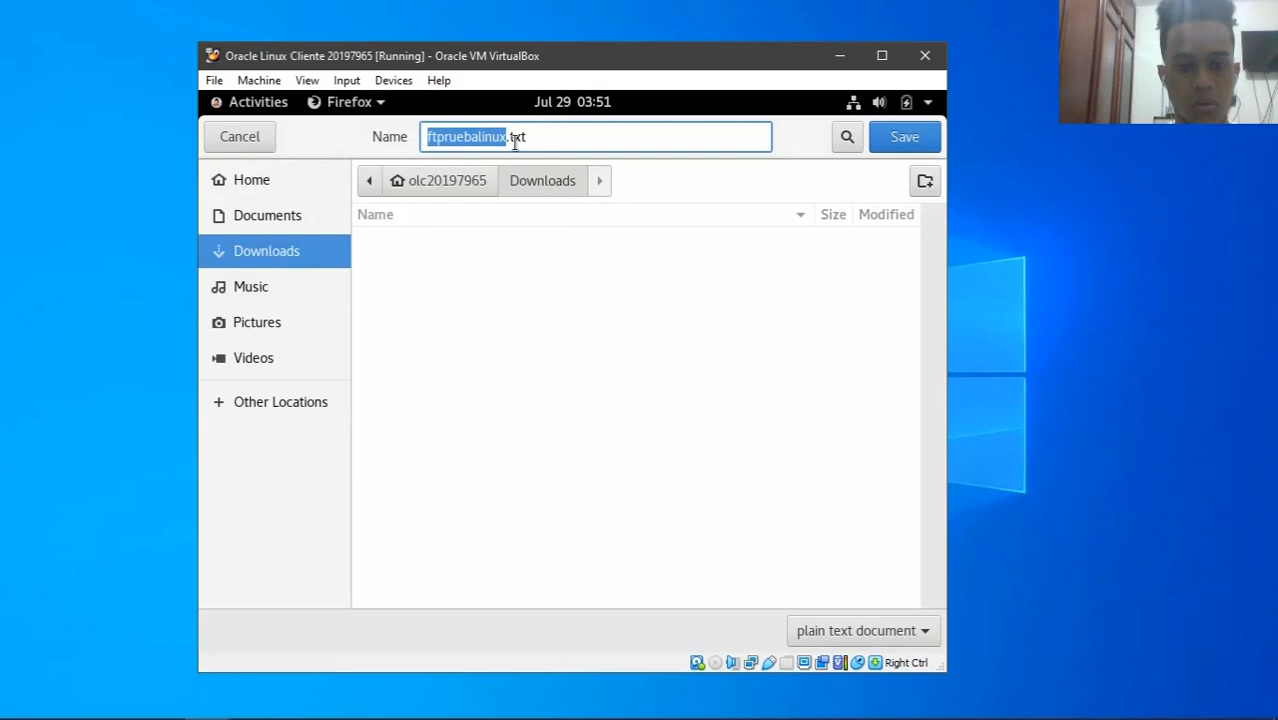 Oracle Linux Cliente 20197965 [Running] - Oracle VM VirtualBox
File Machine View Input Devices Help
Activities Firefox Jul 29 03:51
Cancel Name ftpruebalinux.txt Save
Home
olc20197965 Downloads
Documents
Name Size Modified
Downloads
Music
Pictures
Videos
+ Other Locations
plain text document
Right Ctrl